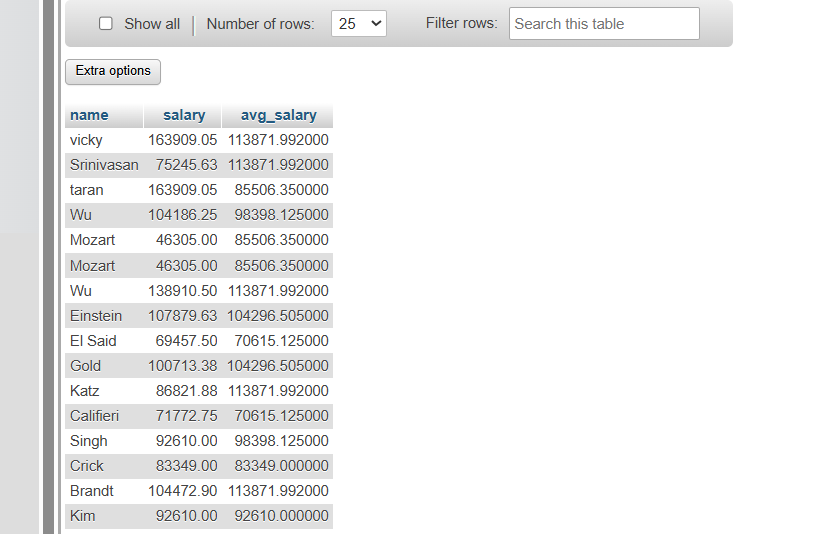 Show all Number of rows: 25 Filter rows: Search this table
Extra options
name salary avg_salary
vicky 163909.05 113871.992000
Srinivasan 75245.63 113871.992000
taran 163909.05 85506.350000
Wu 104186.25 98398.125000
Mozart 46305.00 85506.350000
Mozart 46305.00 85506.350000
Wu 138910.50 113871.992000
Einstein 107879.63 104296.505000
El Said 69457.50 70615.125000
Gold 100713.38 104296.505000
Katz 86821.88 113871.992000
Califieri 71772.75 70615.125000
Singh 92610.00 98398.125000
Crick 83349.00 83349.000000
Brandt 104472.90 113871.992000
Kim 92610.00 92610.000000